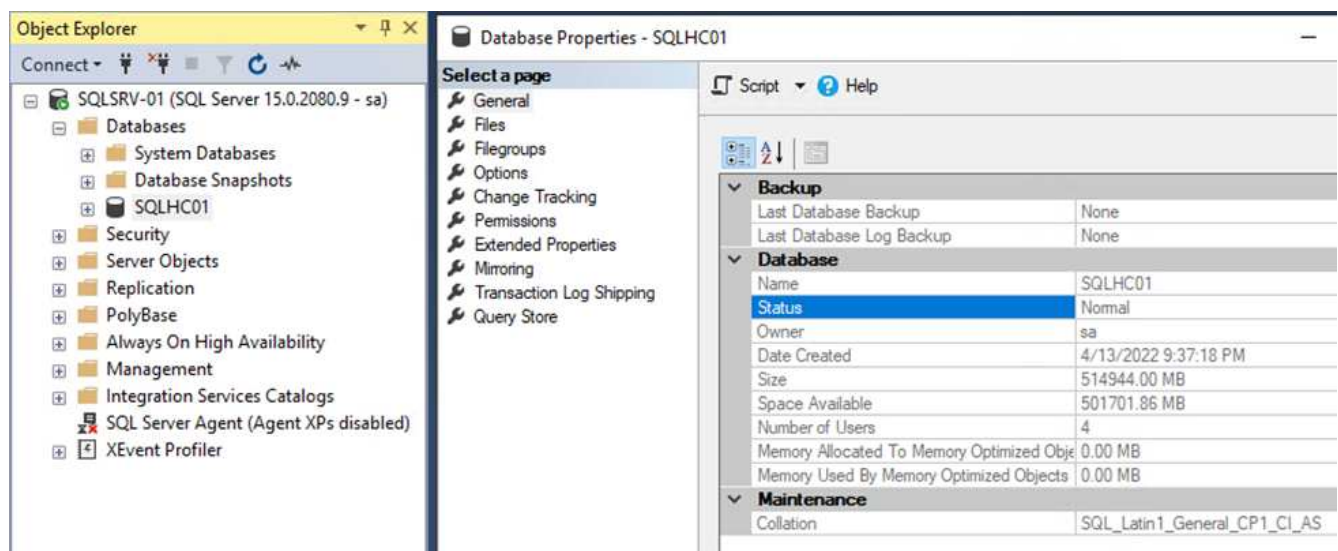 Object Explorer
Connect
SQLSRV-01 (SQL Server 15.0.2080.9 - sa)
Databases
System Databases
Database Snapshots
SQLHC01
Security
Server Objects
Replication
PolyBase
Always On High Availability
Management
Integration Services Catalogs
SQL Server Agent (Agent XPs disabled)
XEvent Profiler
Database Properties - SQLHC01
Select a page
General
Files
Filegroups
Options
Change Tracking
Permissions
Extended Properties
Mirroring
Transaction Log Shipping
Query Store
Script Help
Backup
Last Database Backup None
Last Database Log Backup None
Database
Name SQLHC01
Status Normal
Owner sa
Date Created 4/13/2022 9:37:18 PM
Size 514944.00 MB
Space Available 501701.86 MB
Number of Users 4
Memory Allocated To Memory Optimized Obje 0.00 MB
Memory Used By Memory Optimized Objects 0.00 MB
Maintenance
Collation SQL_Latin1_General_CP1_CI_AS